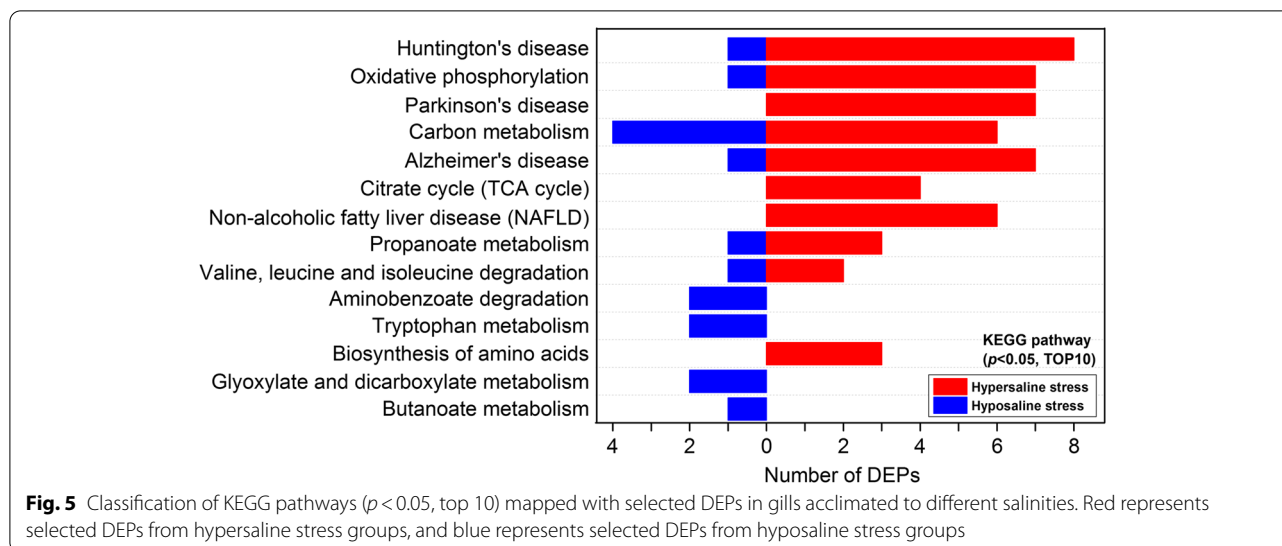 Huntington's disease
Oxidative phosphorylation
Parkinson's disease
Carbon metabolism
Alzheimer's disease
Citrate cycle (TCA cycle)
Non-alcoholic fatty liver disease (NAFLD)
Propanoate metabolism
Valine, leucine and isoleucine degradation
Aminobenzoate degradation
Tryptophan metabolism
Biosynthesis of amino acids
Glyoxylate and dicarboxylate metabolism
Butanoate metabolism
KEGG pathway
(p<0.05, TOP10)
Hypersaline stress
Hyposaline stress
4 2 0 2 4 6 8
Number of DEPs
Fig. 5 Classification of KEGG pathways (p < 0.05, top 10) mapped with selected DEPs in gills acclimated to different salinities. Red represents
selected DEPs from hypersaline stress groups, and blue represents selected DEPs from hyposaline stress groups